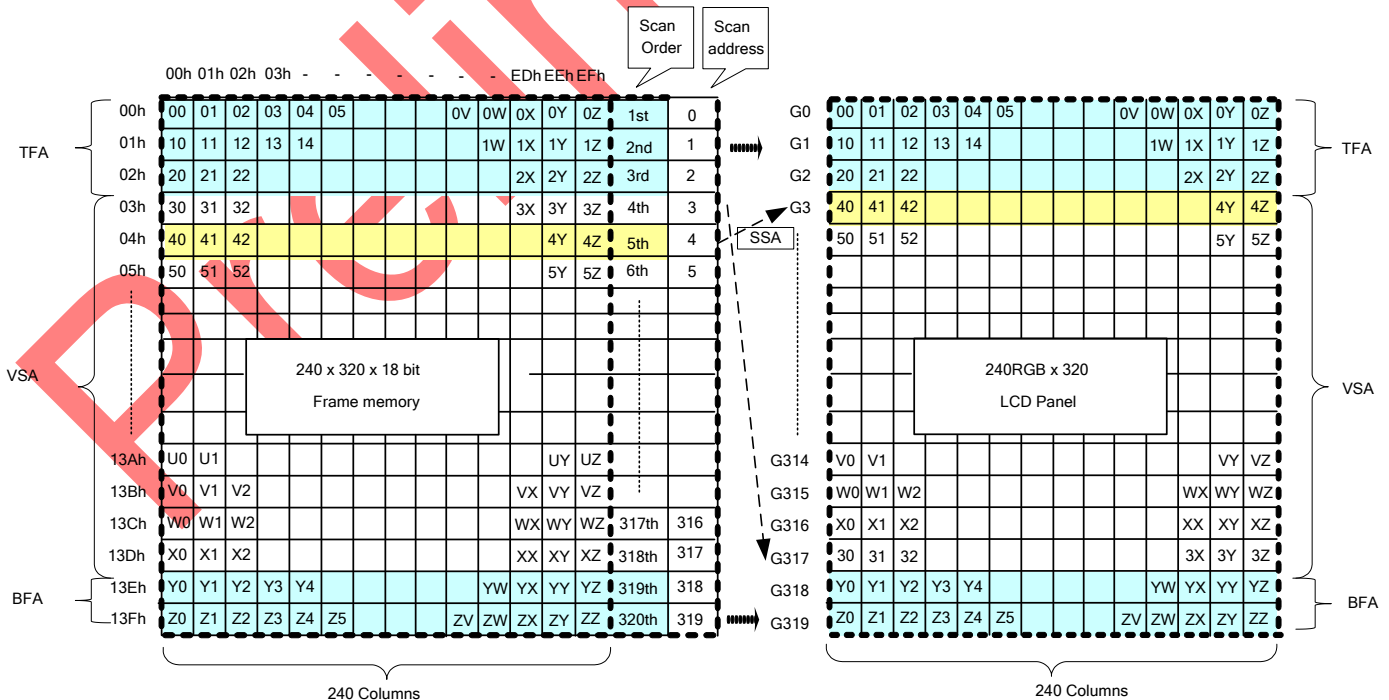 Scan Order
Scan address
00h 01h 02h 03h - - - - - - - EDh EEh EFh
00h 00 01 02 03 04 05 0V 0W 0X 0Y 0Z 1st 0
01h 10 11 12 13 14 1W 1X 1Y 1Z 2nd 1
02h 20 21 22 2X 2Y 2Z 3rd 2
03h 30 31 32 3X 3Y 3Z 4th 3
04h 40 41 42 4Y 4Z 5th 4
05h 50 51 52 5Y 5Z 6th 5
TFA
VSA
BFA
240 x 320 x 18 bit
Frame memory
13Ah U0 U1 UY UZ
13Bh V0 V1 V2 VX VY VZ
13Ch W0 W1 W2 WX WY WZ 317th 316
13Dh X0 X1 X2 XX XY XZ 318th 317
13Eh Y0 Y1 Y2 Y3 Y4 YW YX YY YZ 319th 318
13Fh Z0 Z1 Z2 Z3 Z4 Z5 ZV ZW ZX ZY ZZ 320th 319
240 Columns
SSA
G0 00 01 02 03 04 05 0V 0W 0X 0Y 0Z
G1 10 11 12 13 14 1W 1X 1Y 1Z
G2 20 21 22 2X 2Y 2Z
G3 40 41 42 4Y 4Z
50 51 52 5Y 5Z
240RGB x 320
LCD Panel
G314 V0 V1 VY VZ
G315 W0 W1 W2 WX WY WZ
G316 X0 X1 X2 XX XY XZ
G317 30 31 32 3X 3Y 3Z
G318 Y0 Y1 Y2 Y3 Y4 YW YX YY YZ
G319 Z0 Z1 Z2 Z3 Z4 Z5 ZV ZW ZX ZY ZZ
TFA
VSA
BFA
240 Columns